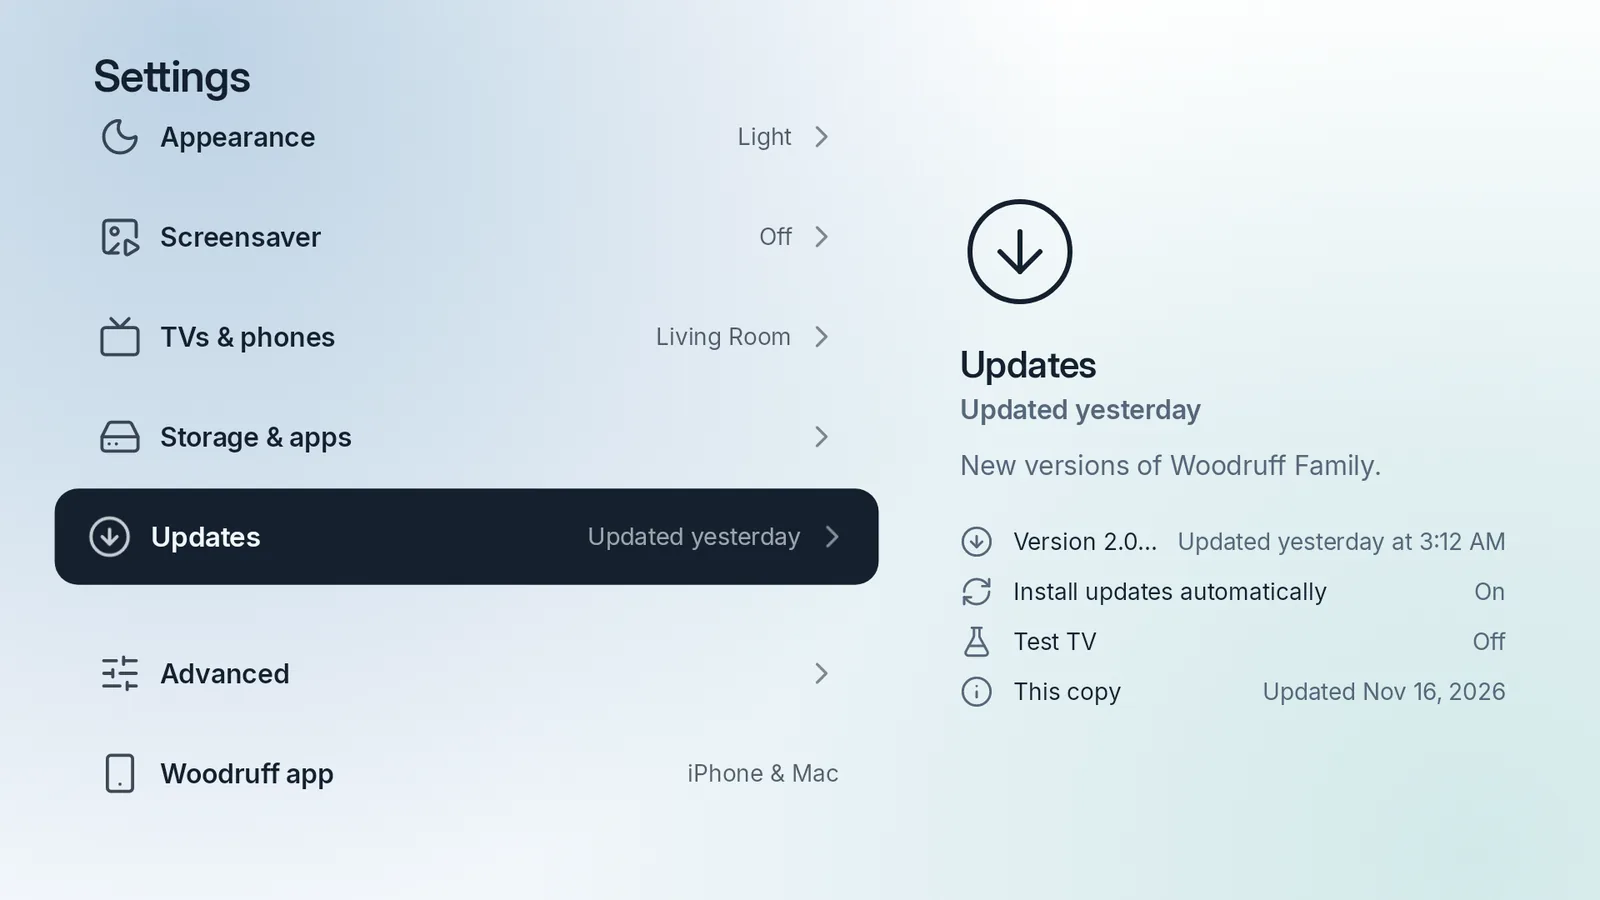 Settings
Appearance Light
Screensaver Off
TVs & phones Living Room
Storage & apps
Updates Updated yesterday
Advanced
Woodruff app iPhone & Mac
Updates
Updated yesterday
New versions of Woodruff Family.
Version 2.0... Updated yesterday at 3:12 AM
Install updates automatically On
Test TV Off
This copy Updated Nov 16, 2026